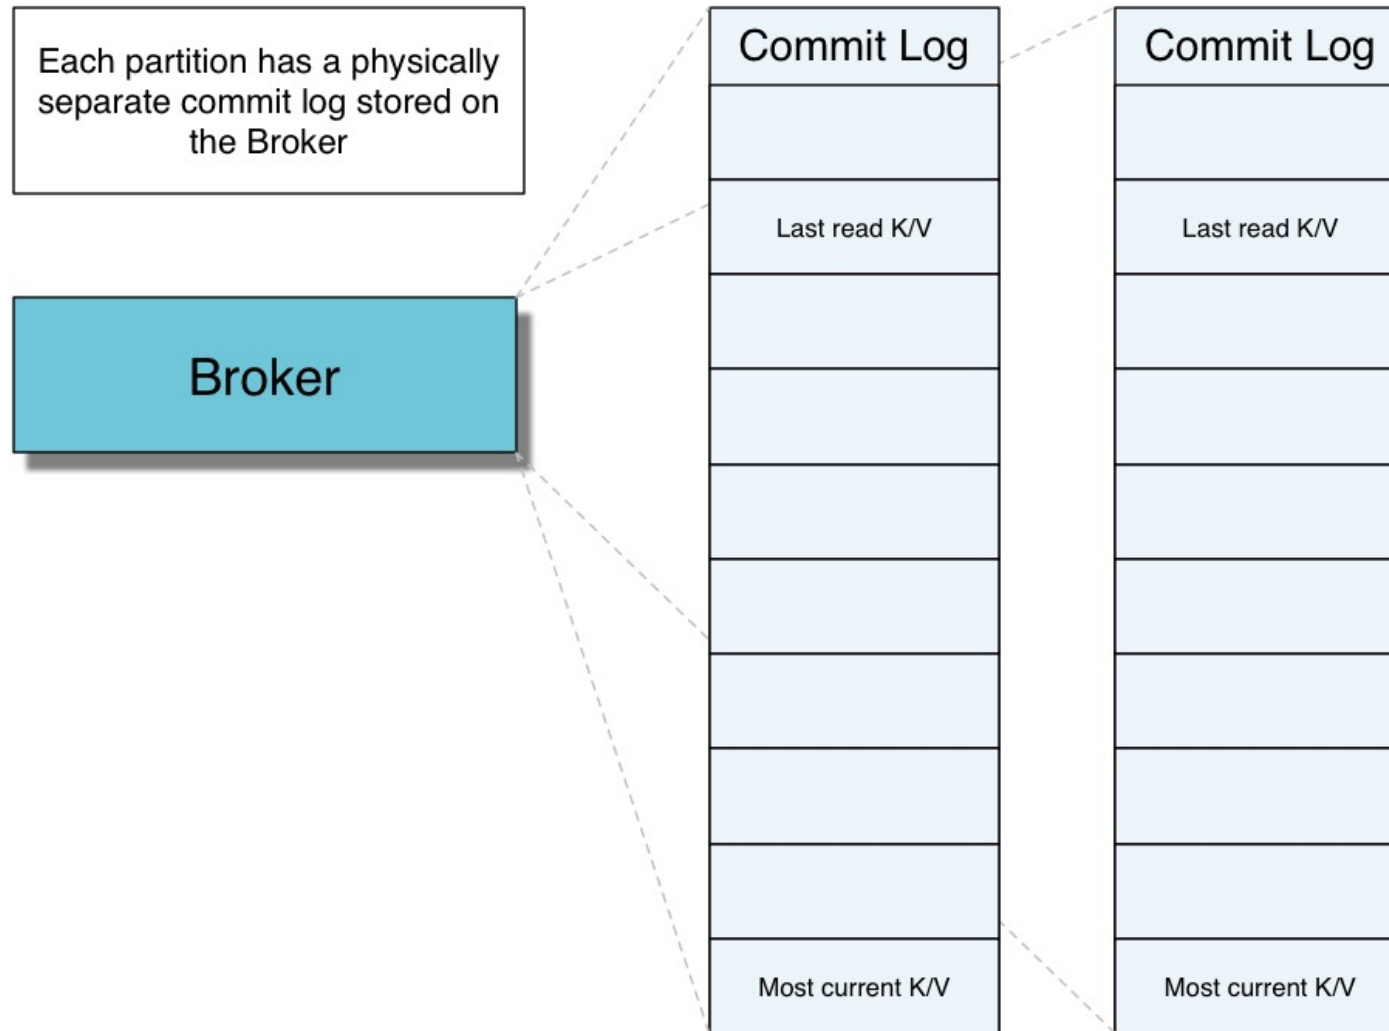 Each partition has a physically
separate commit log stored on
the Broker
Broker
Commit Log
Last read K/V
Most current K/V
Commit Log
Last read K/V
Most current K/V